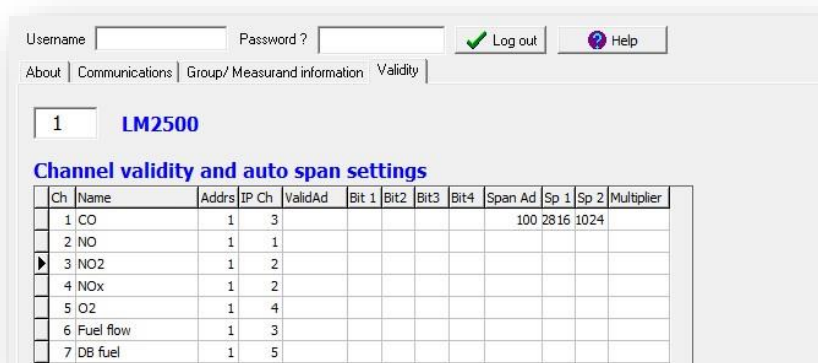 Username Password ? Log out Help
About Communications Group/ Measurand information Validity
1 LM2500
Channel validity and auto span settings
Ch Name Addrs IP Ch ValidAd Bit 1 Bit2 Bit3 Bit4 Span Ad Sp 1 Sp 2 Multiplier
1 CO 1 3 100 2816 1024
2 NO 1 1
3 NO2 1 2
4 NOx 1 2
5 O2 1 4
6 Fuel flow 1 3
7 DB fuel 1 5